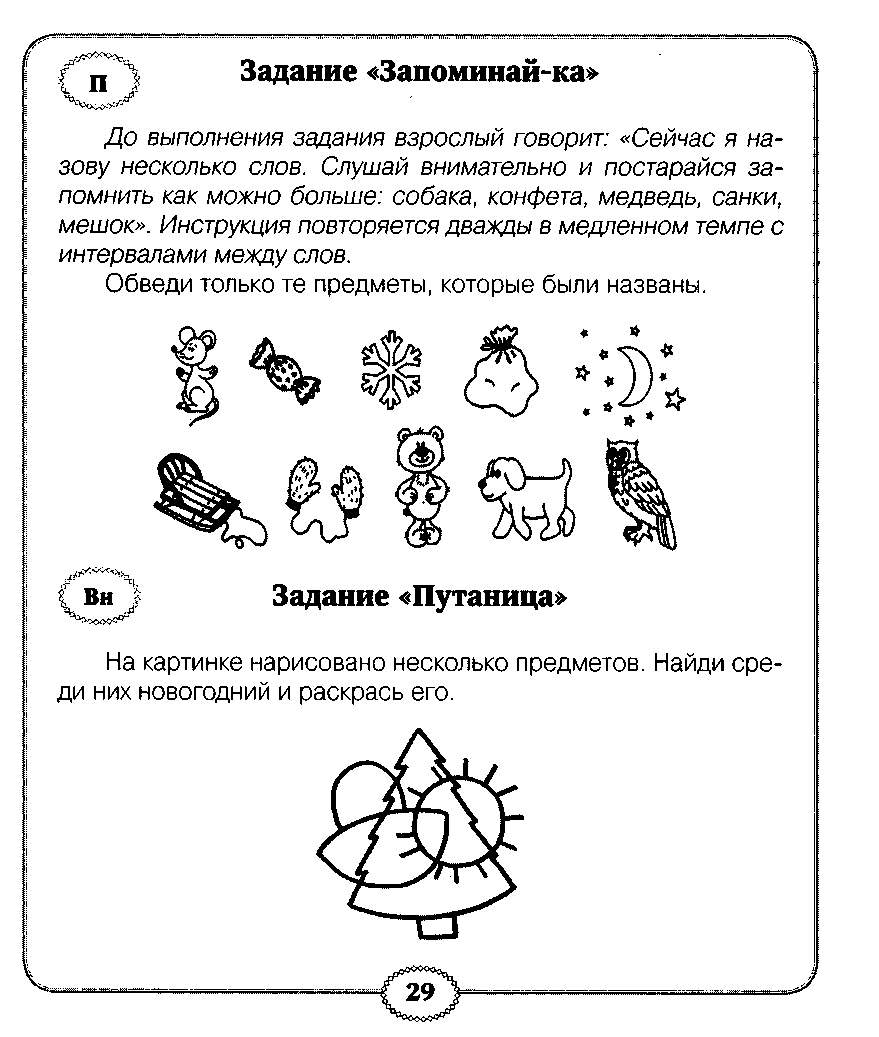 П
Задание «Запоминай-ка»
До выполнения задания взрослый говорит: «Сейчас я на-
зову несколько слов. Слушай внимательно и постарайся за-
помнить как можно больше: собака, конфета, медведь, санки,
мешок». Инструкция повторяется дважды в медленном темпе с
интервалами между слов.
Обведи только те предметы, которые были названы.
Вн
Задание «Путаница»
На картинке нарисовано несколько предметов. Найди сре-
ди них новогодний и раскрась его.
29